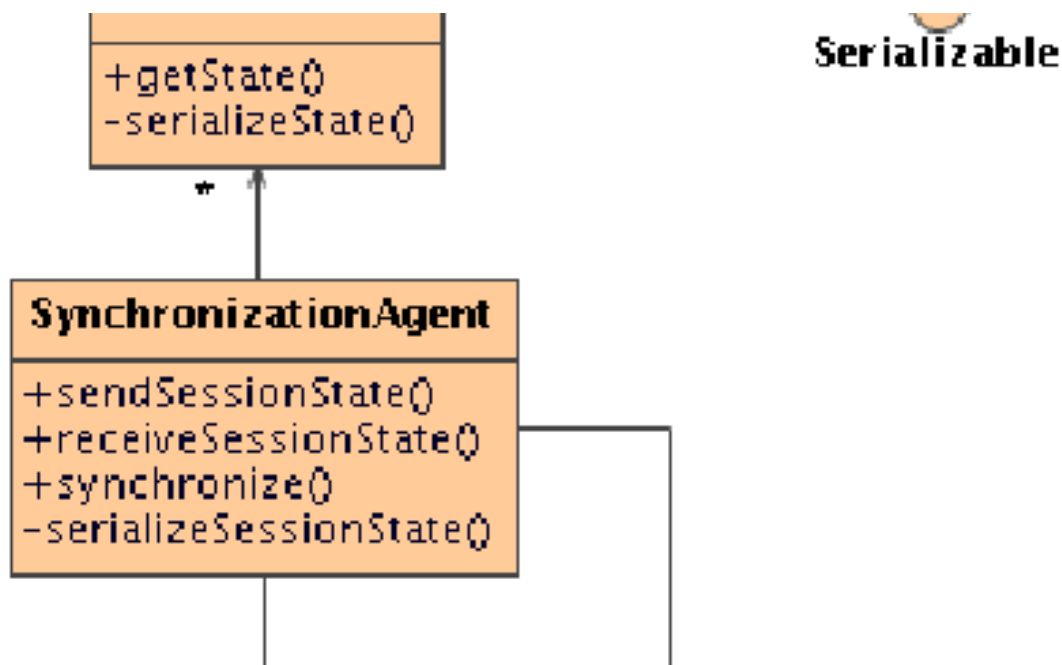 Serializable
+getState()
-serializeState()
*
SynchronizationAgent
+sendSessionState()
+receiveSessionState()
+synchronize()
-serializeSessionState()